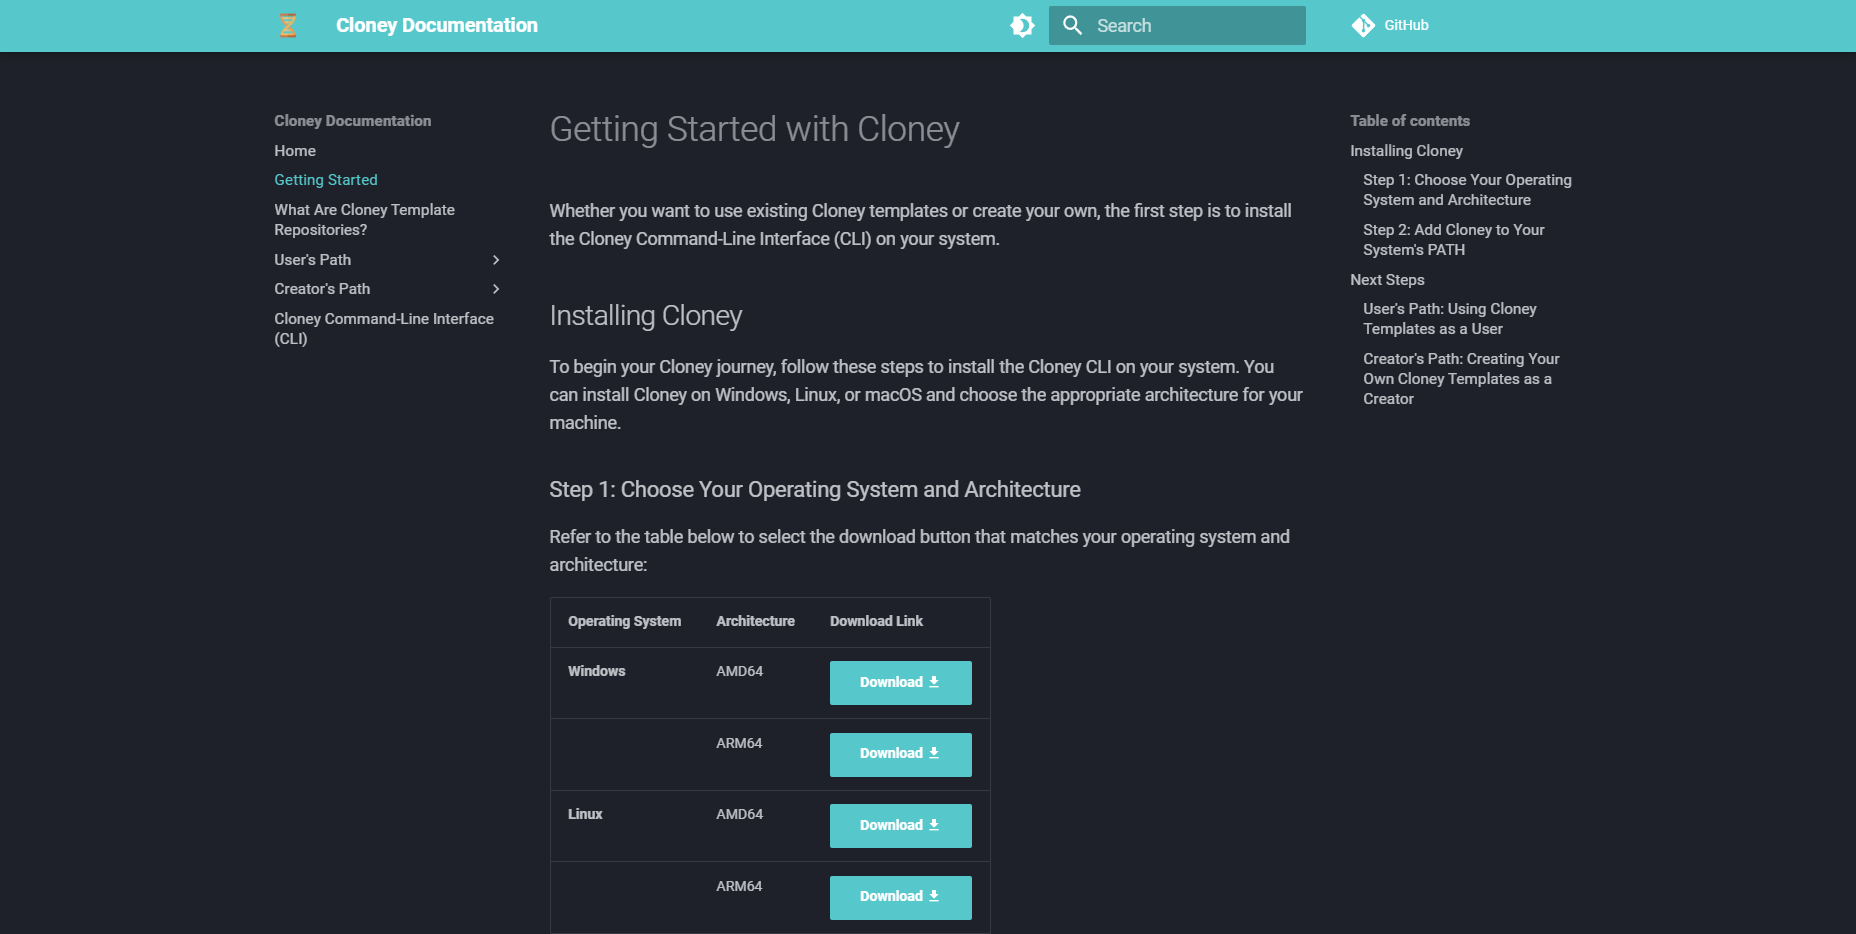 Cloney Documentation
Search
GitHub
Cloney Documentation
Home
Getting Started
What Are Cloney Template
Repositories?
User's Path
Creator's Path
Cloney Command-Line Interface
(CLI)
Getting Started with Cloney
Whether you want to use existing Cloney templates or create your own, the first step is to install
the Cloney Command-Line Interface (CLI) on your system.
Installing Cloney
To begin your Cloney journey, follow these steps to install the Cloney CLI on your system. You
can install Cloney on Windows, Linux, or macOS and choose the appropriate architecture for your
machine.
Step 1: Choose Your Operating System and Architecture
Refer to the table below to select the download button that matches your operating system and
architecture:
Operating System Architecture Download Link
Windows AMD64 Download
ARM64 Download
Linux AMD64 Download
ARM64 Download
Table of contents
Installing Cloney
Step 1: Choose Your Operating
System and Architecture
Step 2: Add Cloney to Your
System's PATH
Next Steps
User's Path: Using Cloney
Templates as a User
Creator's Path: Creating Your
Own Cloney Templates as a
Creator